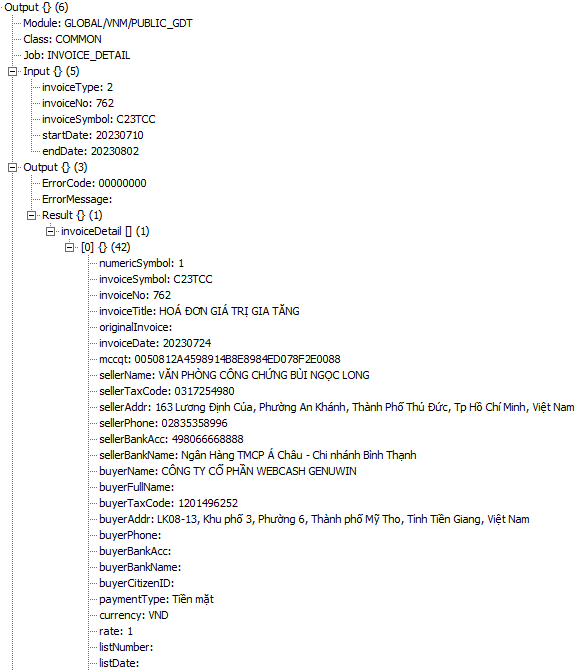 Output {} (6)
Module: GLOBAL/VNM/PUBLIC_GDT
Class: COMMON
Job: INVOICE_DETAIL
Input {} (5)
invoiceType: 2
invoiceNo: 762
invoiceSymbol: C23TCC
startDate: 20230710
endDate: 20230802
Output {} (3)
ErrorCode: 00000000
ErrorMessage:
Result {} (1)
invoiceDetail [] (1)
[0] {} (42)
numericSymbol: 1
invoiceSymbol: C23TCC
invoiceNo: 762
invoiceTitle: HOÁ ĐƠN GIÁ TRỊ GIA TĂNG
originalInvoice:
invoiceDate: 20230724
mccqt: 0050812A4598914B8E8984ED078F2E0088
sellerName: VĂN PHÒNG CÔNG CHỨNG BÙI NGỌC LONG
sellerTaxCode: 0317254980
sellerAddr: 163 Lương Định Của, Phường An Khánh, Thành Phố Thủ Đức, Tp Hồ Chí Minh, Việt Nam
sellerPhone: 02835358996
sellerBankAcc: 498066668888
sellerBankName: Ngân Hàng TMCP Á Châu - Chi nhánh Bình Thạnh
buyerName: CÔNG TY CỔ PHẦN WEBCASH GENUWIN
buyerFullName:
buyerTaxCode: 1201496252
buyerAddr: LK08-13, Khu phố 3, Phường 6, Thành phố Mỹ Tho, Tỉnh Tiền Giang, Việt Nam
buyerPhone:
buyerBankAcc:
buyerBankName:
buyerCitizenID:
paymentType: Tiền mặt
currency: VND
rate: 1
listNumber:
listDate: